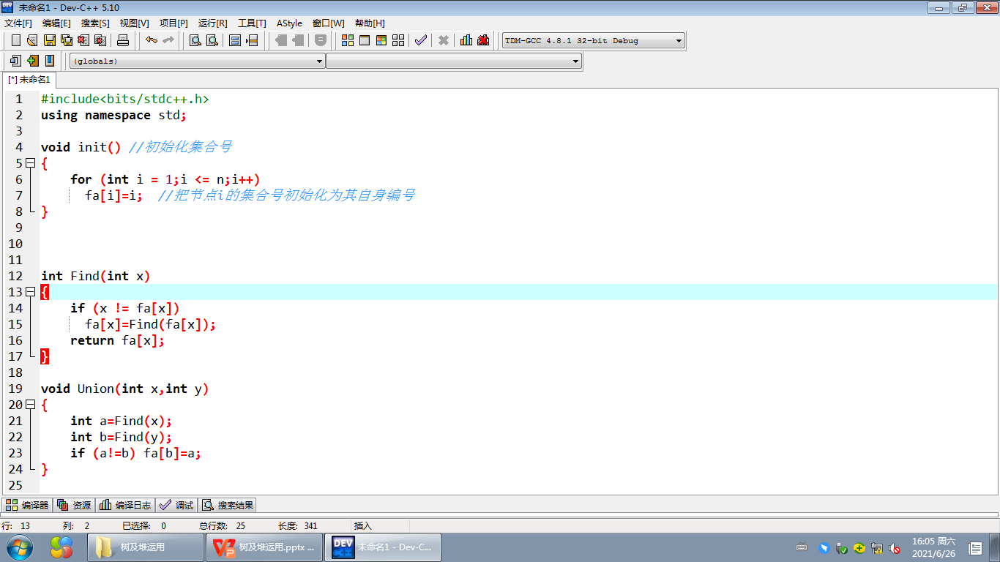 未命名1 - Dev-C++ 5.10
文件[F] 编辑[E] 搜索[S] 视图[V] 项目[P] 运行[R] 工具[T] AStyle 窗口[W] 帮助[H]
TDM-GCC 4.8.1 32-bit Debug
(globals)
[*] 未命名1
1 #include<bits/stdc++.h>
2 using namespace std;
3
4 void init() //初始化集合号
5 {
6 for (int i = 1;i <= n;i++)
7 fa[i]=i; //把节点i的集合号初始化为其自身编号
8 }
9
10
11
12 int Find(int x)
13 {
14 if (x != fa[x])
15 fa[x]=Find(fa[x]);
16 return fa[x];
17 }
18
19 void Union(int x,int y)
20 {
21 int a=Find(x);
22 int b=Find(y);
23 if (a!=b) fa[b]=a;
24 }
25
编译器 资源 编译日志 调试 搜索结果
行: 13 列: 2 已选择: 0 总行数: 25 长度: 341 插入
树及堆运用 树及堆运用.pptx ... DEV 未命名1 - Dev-C... 16:05 周六
2021/6/26